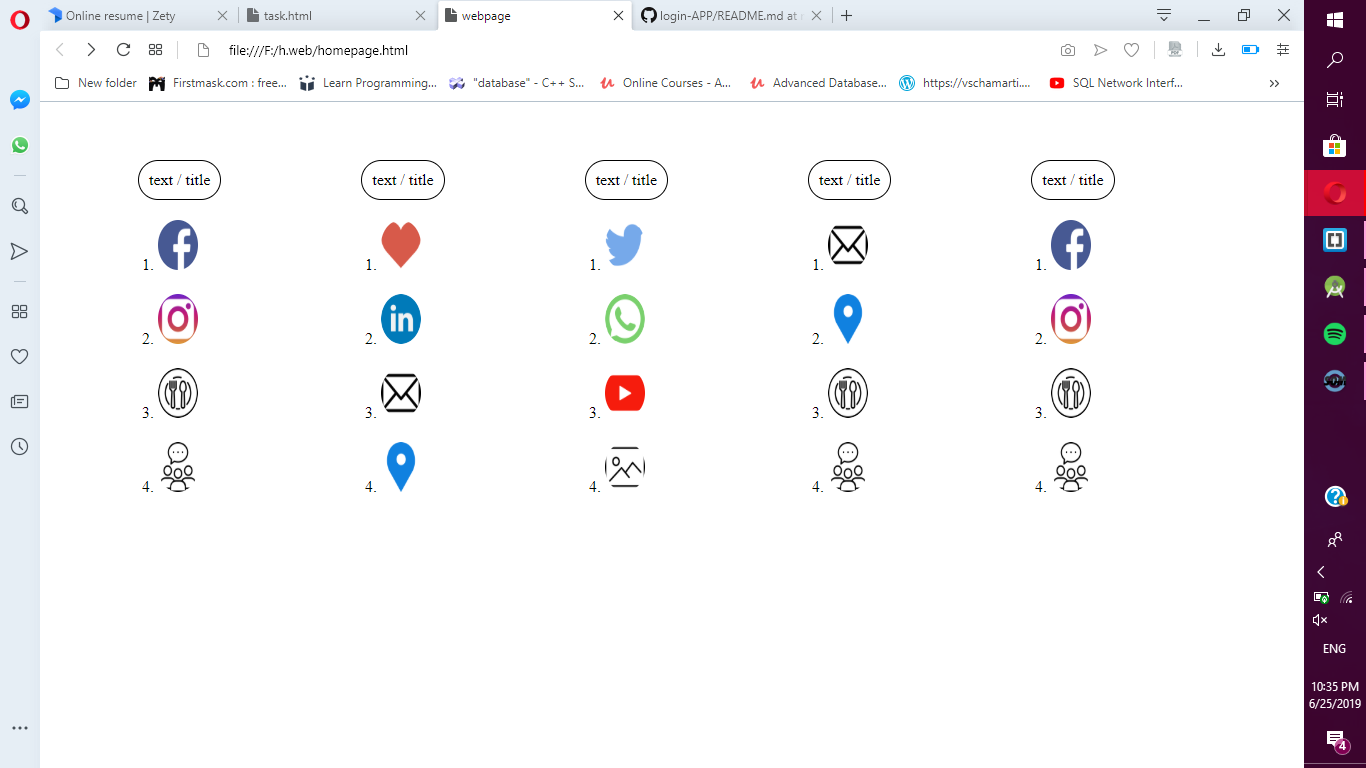 Online resume | Zety
task.html
webpage
login-APP/README.md at
file:///F:/h.web/homepage.html
New folder
Firstmask.com : free...
Learn Programming...
"database" - C++ S...
Online Courses - A...
Advanced Database...
https://vschamarti....
SQL Network Interf...
text / title text / title text / title text / title text / title
1. 1. 1. 1. 1.
2. 2. 2. 2. 2.
3. 3. 3. 3. 3.
4. 4. 4. 4. 4.
ENG
10:35 PM
6/25/2019
4